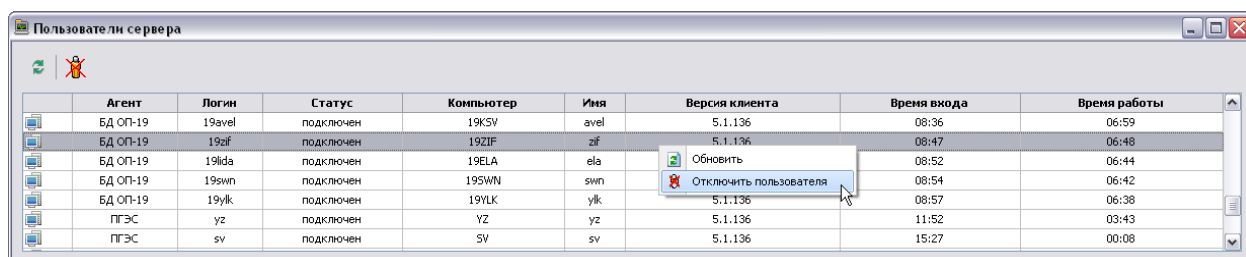 Пользователи сервера
Агент Логин Статус Компьютер Имя Версия клиента Время входа Время работы
БД ОП-19 19avel подключен 19KSV avel 5.1.136 08:36 06:59
БД ОП-19 19zif подключен 19ZIF zif 5.1.136 08:47 06:48
БД ОП-19 19lida подключен 19ELA ela Обновить 08:52 06:44
БД ОП-19 19swn подключен 19SWN swn Отключить пользователя 08:54 06:42
БД ОП-19 19ylk подключен 19YLK ylk 5.1.136 08:57 06:38
ПГЭС yz подключен YZ yz 5.1.136 11:52 03:43
ПГЭС sv подключен SV sv 5.1.136 15:27 00:08